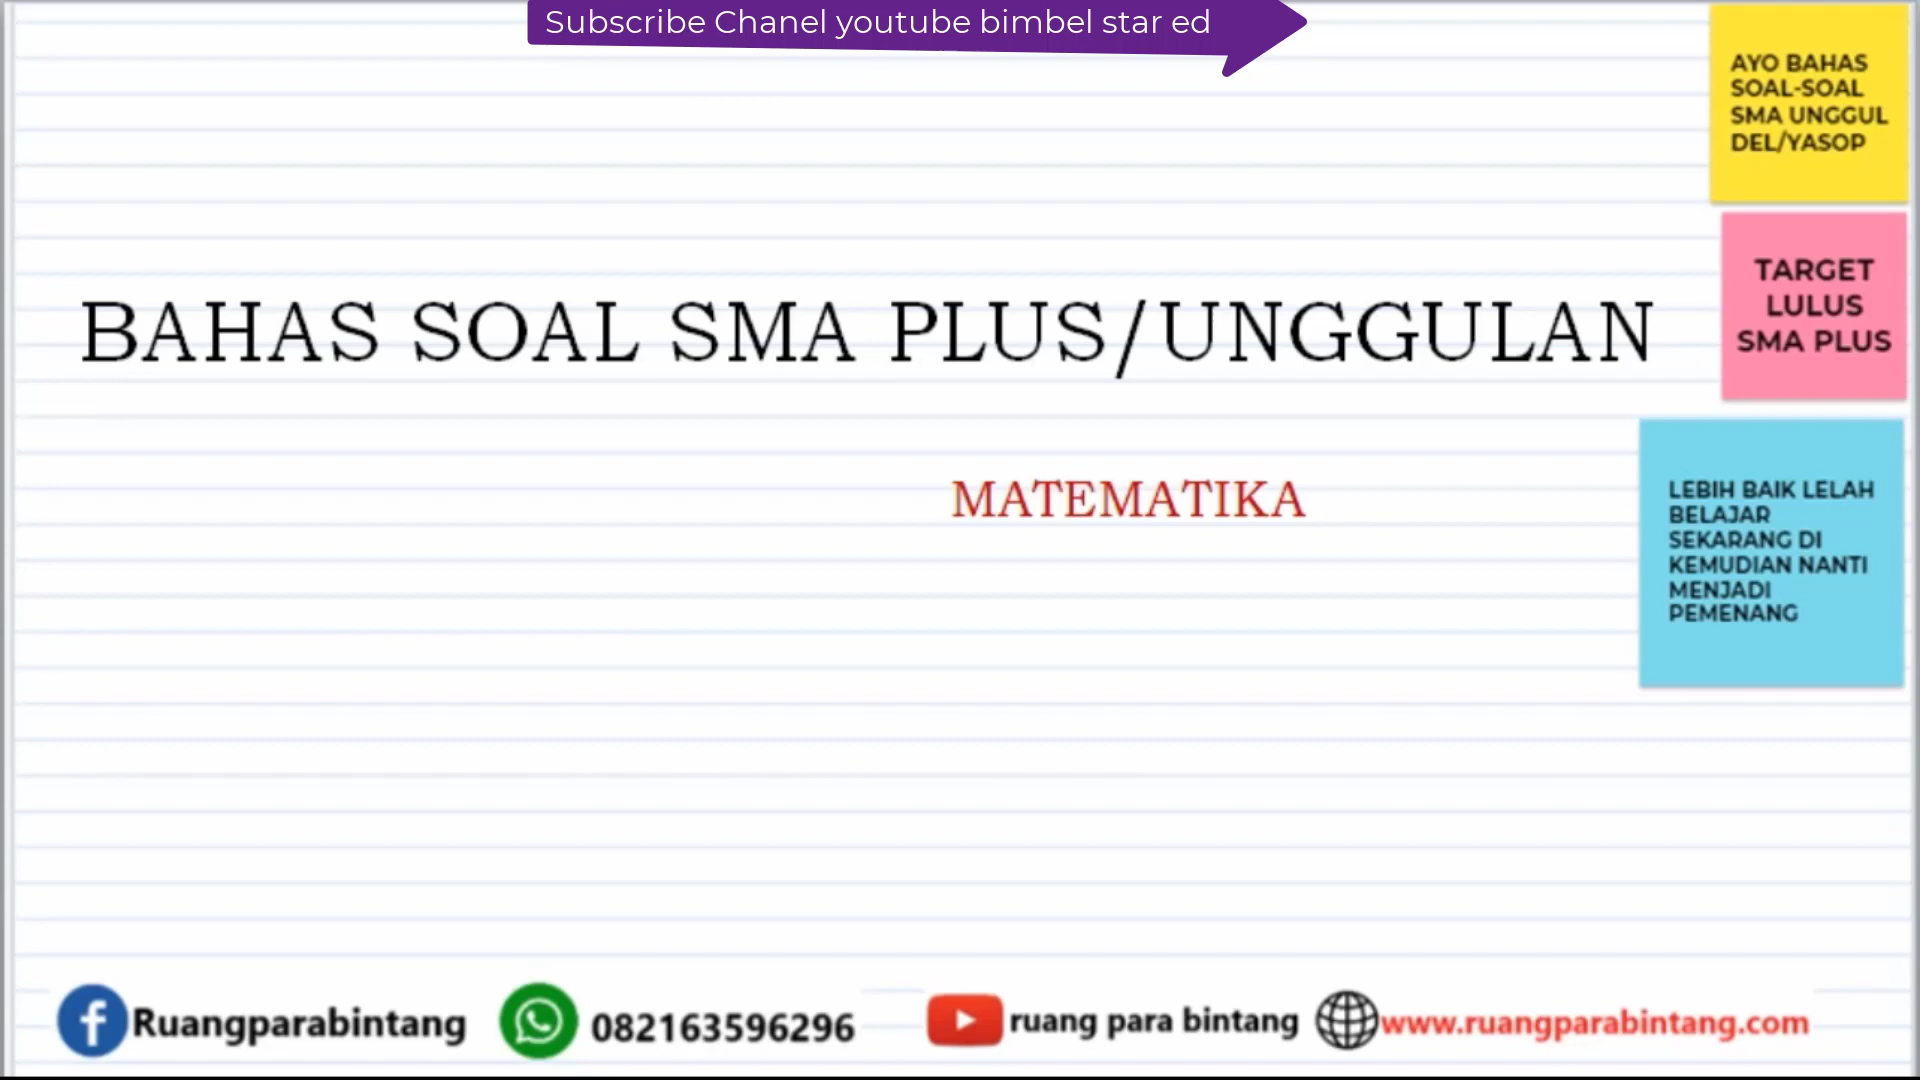 Subscribe Chanel youtube bimbel star ed
AYO BAHAS
SOAL-SOAL
SMA UNGGUL
DEL/YASOP
TARGET
LULUS
SMA PLUS
BAHAS SOAL SMA PLUS/UNGGULAN
MATEMATIKA
LEBIH BAIK LELAH
BELAJAR
SEKARANG DI
KEMUDIAN NANTI
MENJADI
PEMENANG
Ruangparabintang
082163596296
ruang para bintang
www.ruangparabintang.com